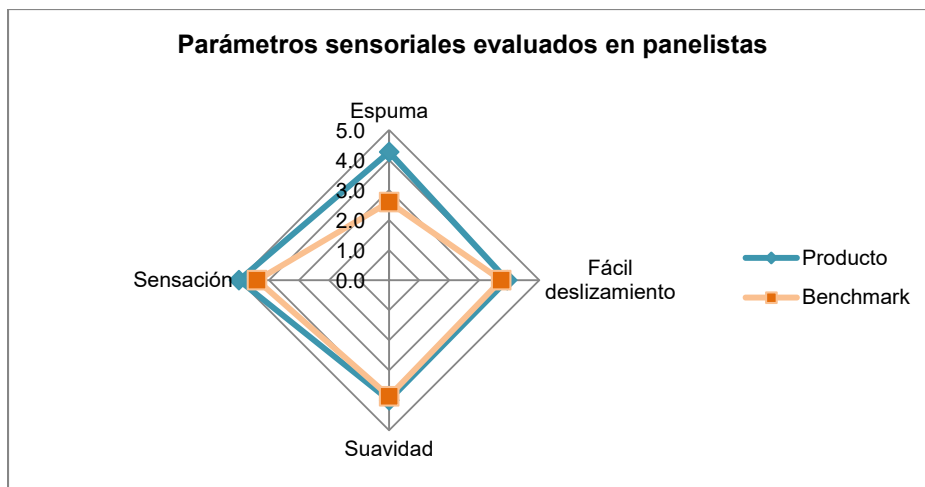 Parámetros sensoriales evaluados en panelistas
Espuma
5.0
4.0
3.0
2.0
1.0
0.0
Sensación
Fácil
deslizamiento
Suavidad
Producto
Benchmark